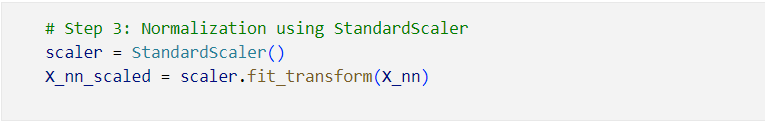 # Step 3: Normalization using StandardScaler
scaler = StandardScaler()
X_nn_scaled = scaler.fit_transform(X_nn)